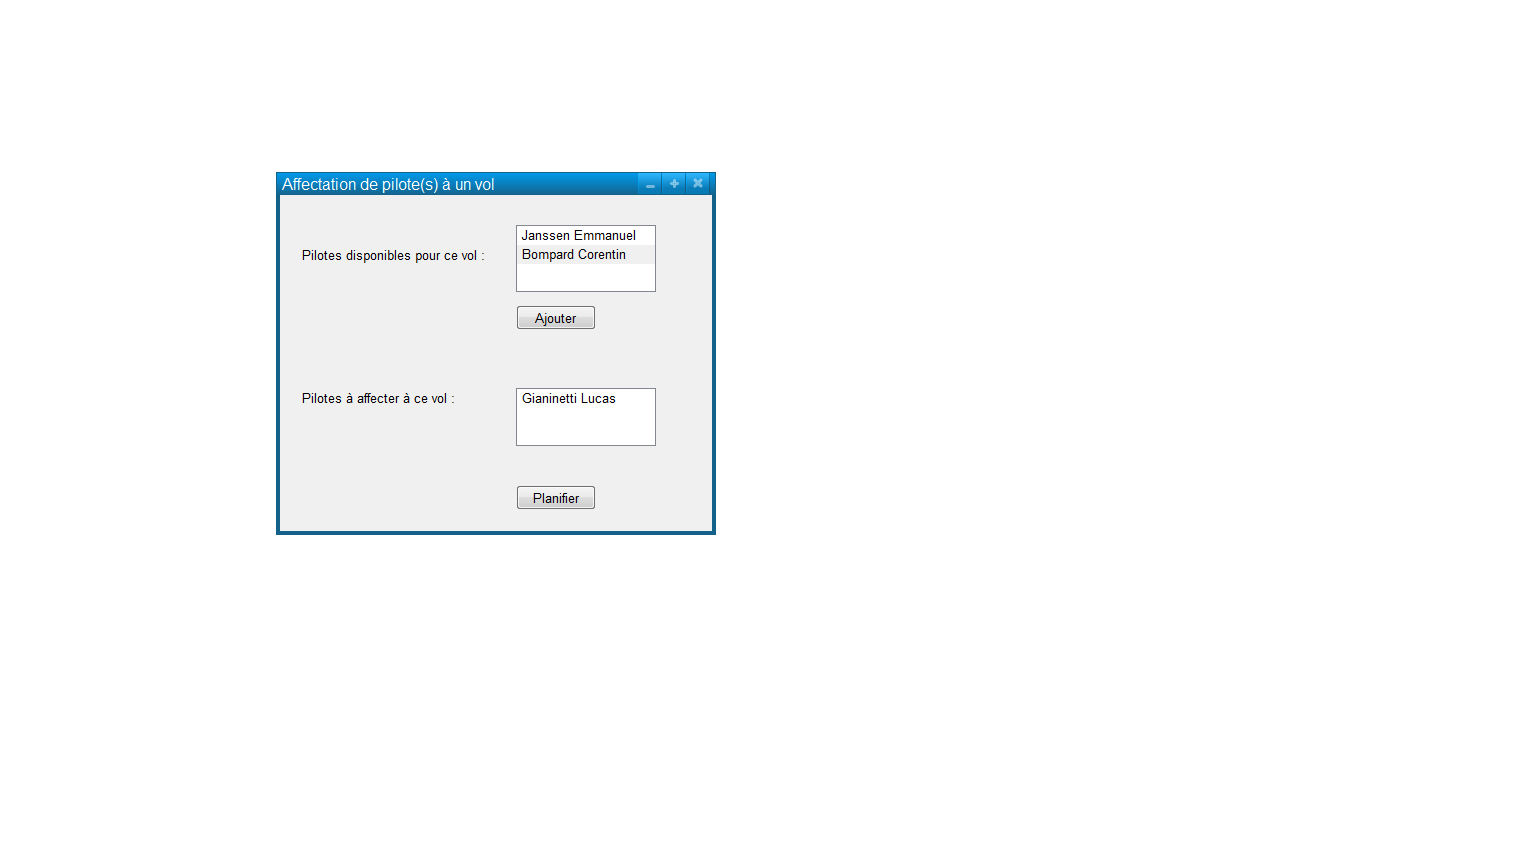 Affectation de pilote(s) à un vol
Janssen Emmanuel
Pilotes disponibles pour ce vol :
Bompard Corentin
Ajouter
Pilotes à affecter à ce vol :
Gianinetti Lucas
Planifier